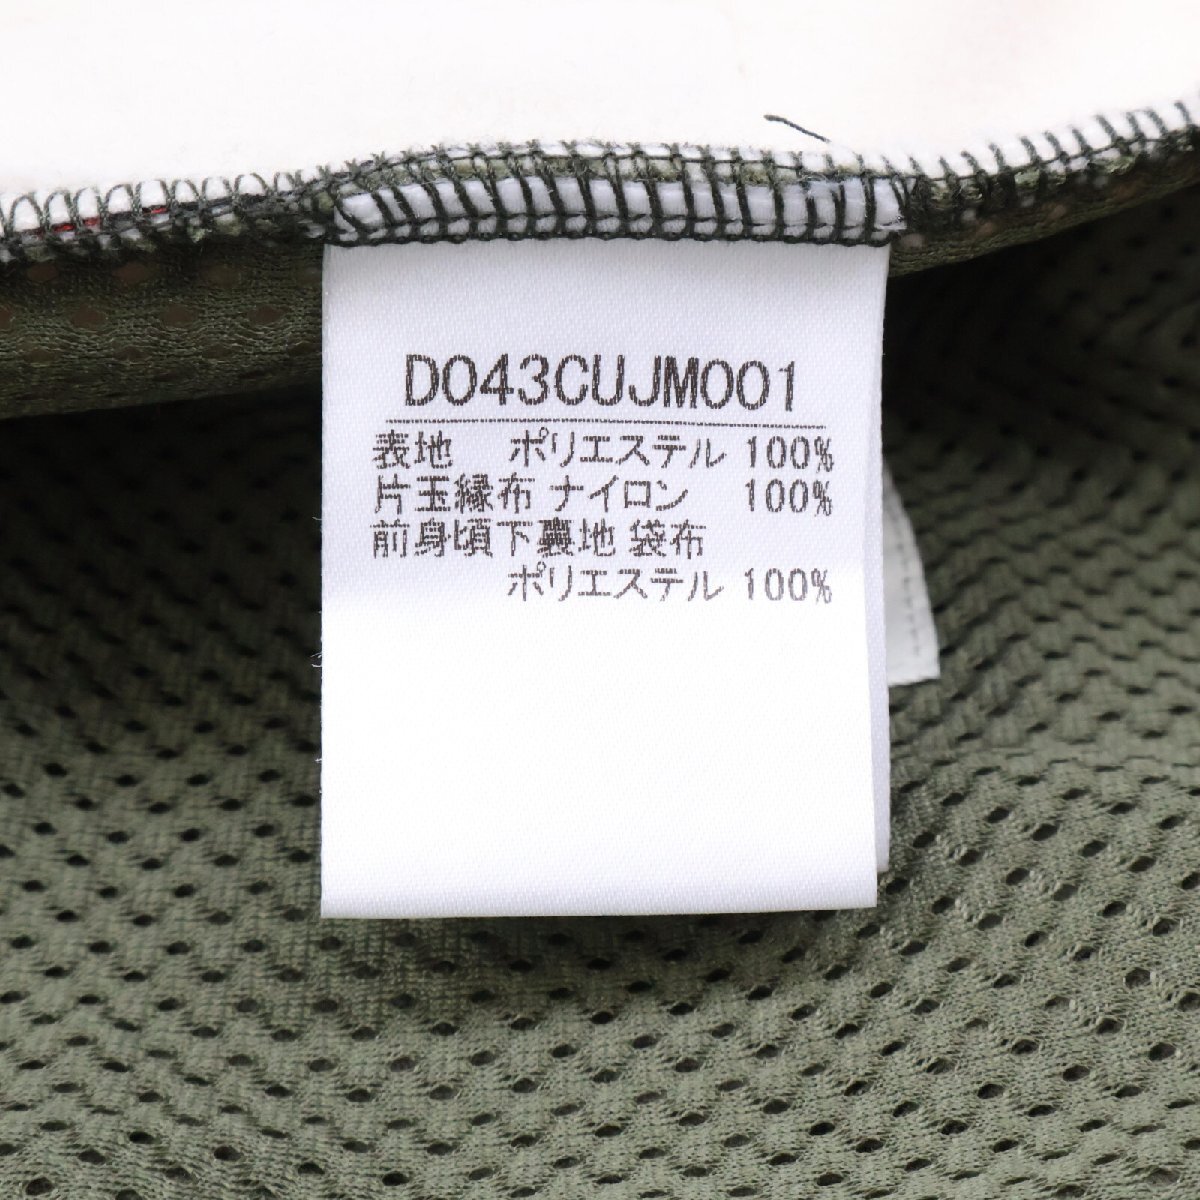 D043CUJM001
表地 ポリエステル 100%
片玉縁布 ナイロン 100%
前身頃下裏地 袋布
ポリエステル 100%